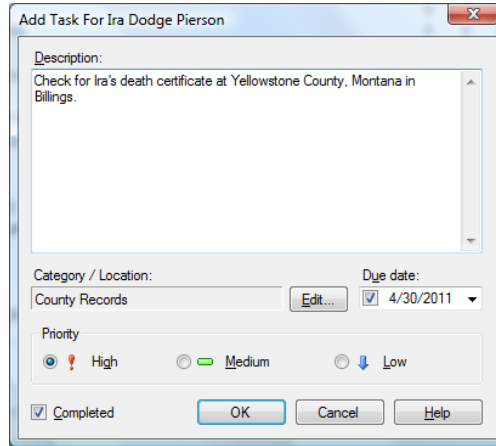 Add Task For Ira Dodge Pierson
Description:
Check for Ira's death certificate at Yellowstone County, Montana in
Billings.
Category / Location:
Due date:
County Records
Edit...
4/30/2011
Priority
High
Medium
Low
Completed
OK
Cancel
Help